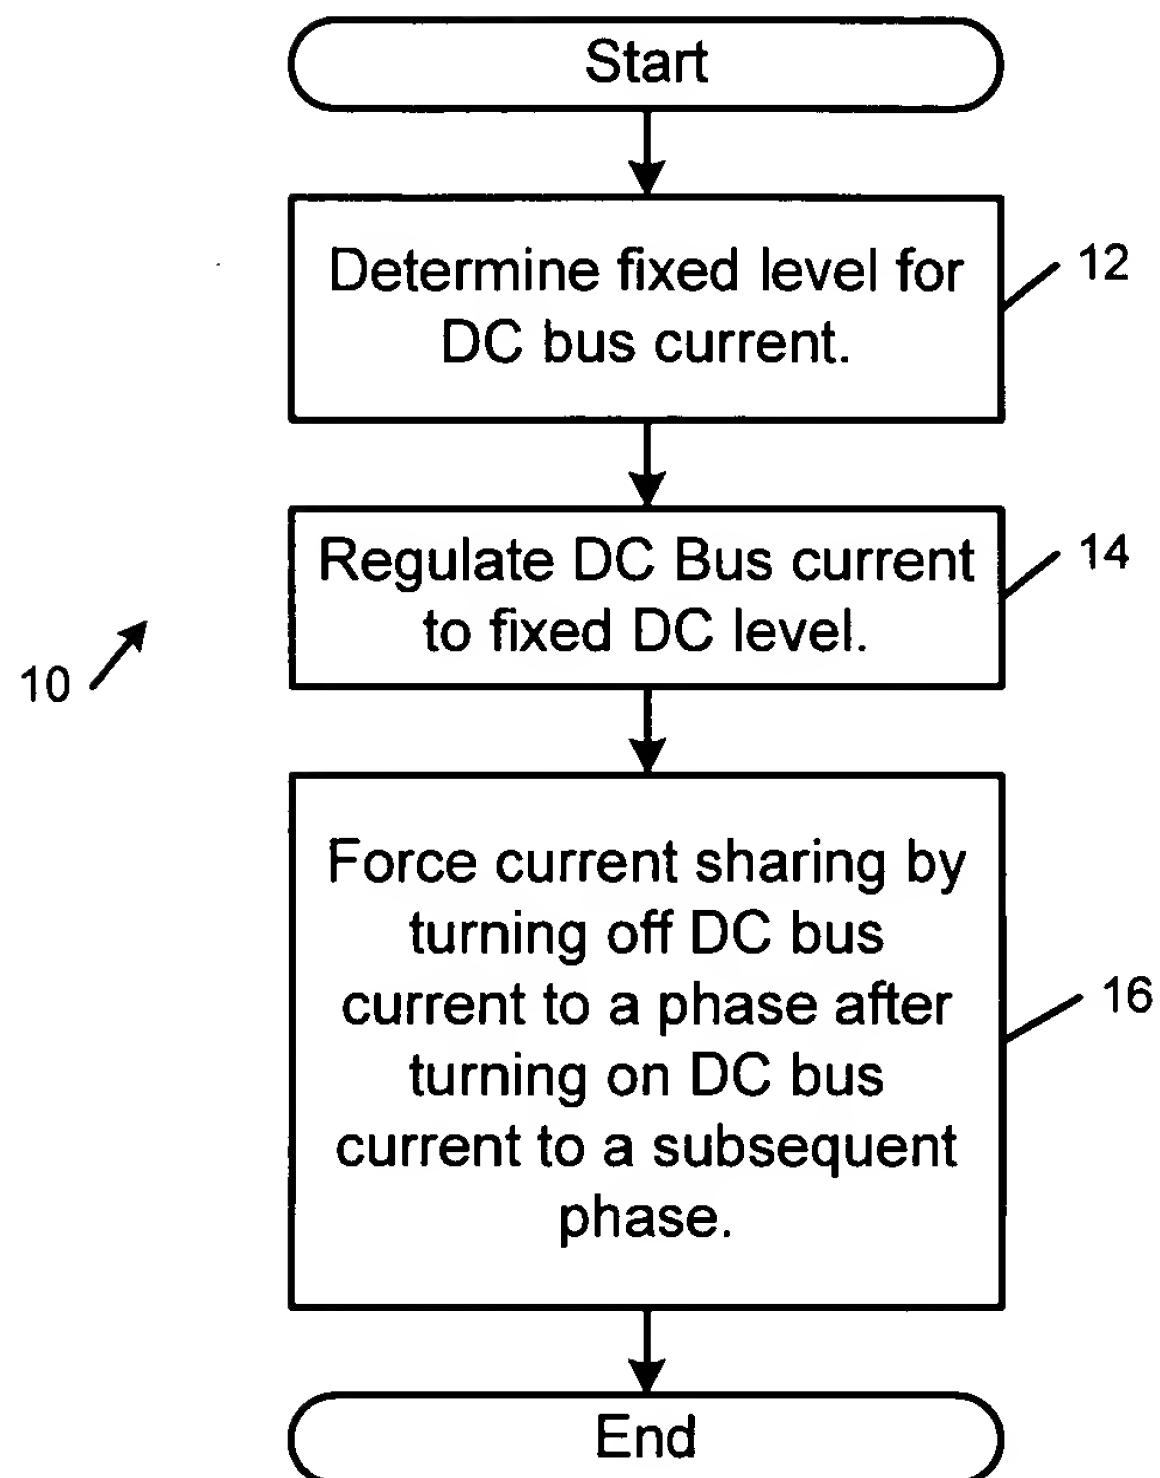 Start
Determine fixed level for
DC bus current.
12
Regulate DC Bus current
to fixed DC level.
14
10
Force current sharing by
turning off DC bus
current to a phase after
turning on DC bus
current to a subsequent
phase.
16
End